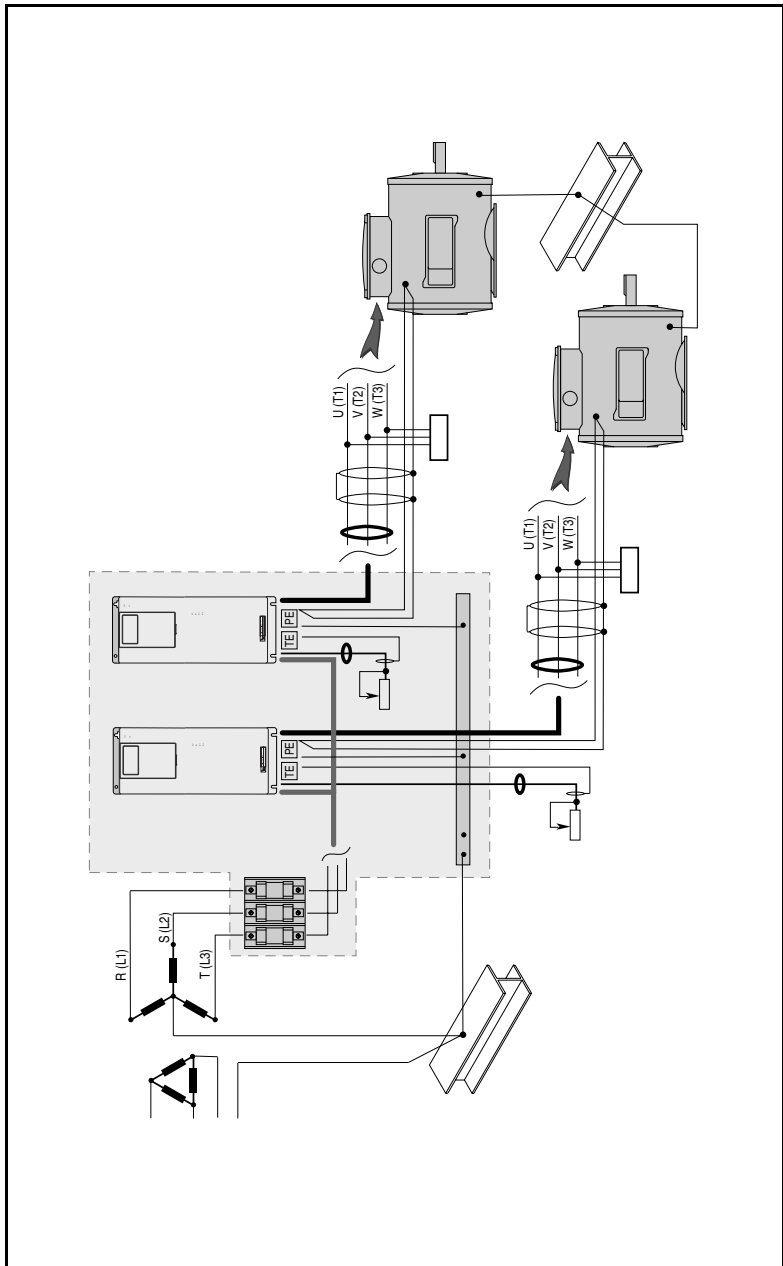 U (T1)
V (T2)
W (T3)
U (T1)
V (T2)
W (T3)
PE
TE
PE
TE
R (L1)
S (L2)
T (L3)